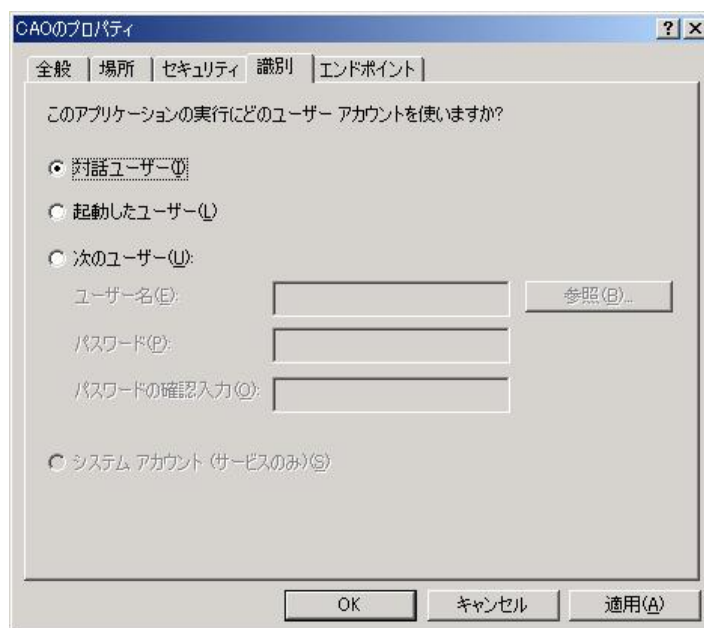 CAOのプロパティ
全般 場所 セキュリティ 識別 エンドポイント
このアプリケーションの実行にどのユーザー アカウントを使いますか?
対話ユーザー(I)
起動したユーザー(L)
次のユーザー(U):
ユーザー名(E): 参照(B)...
パスワード(P):
パスワードの確認入力(O):
システム アカウント (サービスのみ)(S)
OK キャンセル 適用(A)